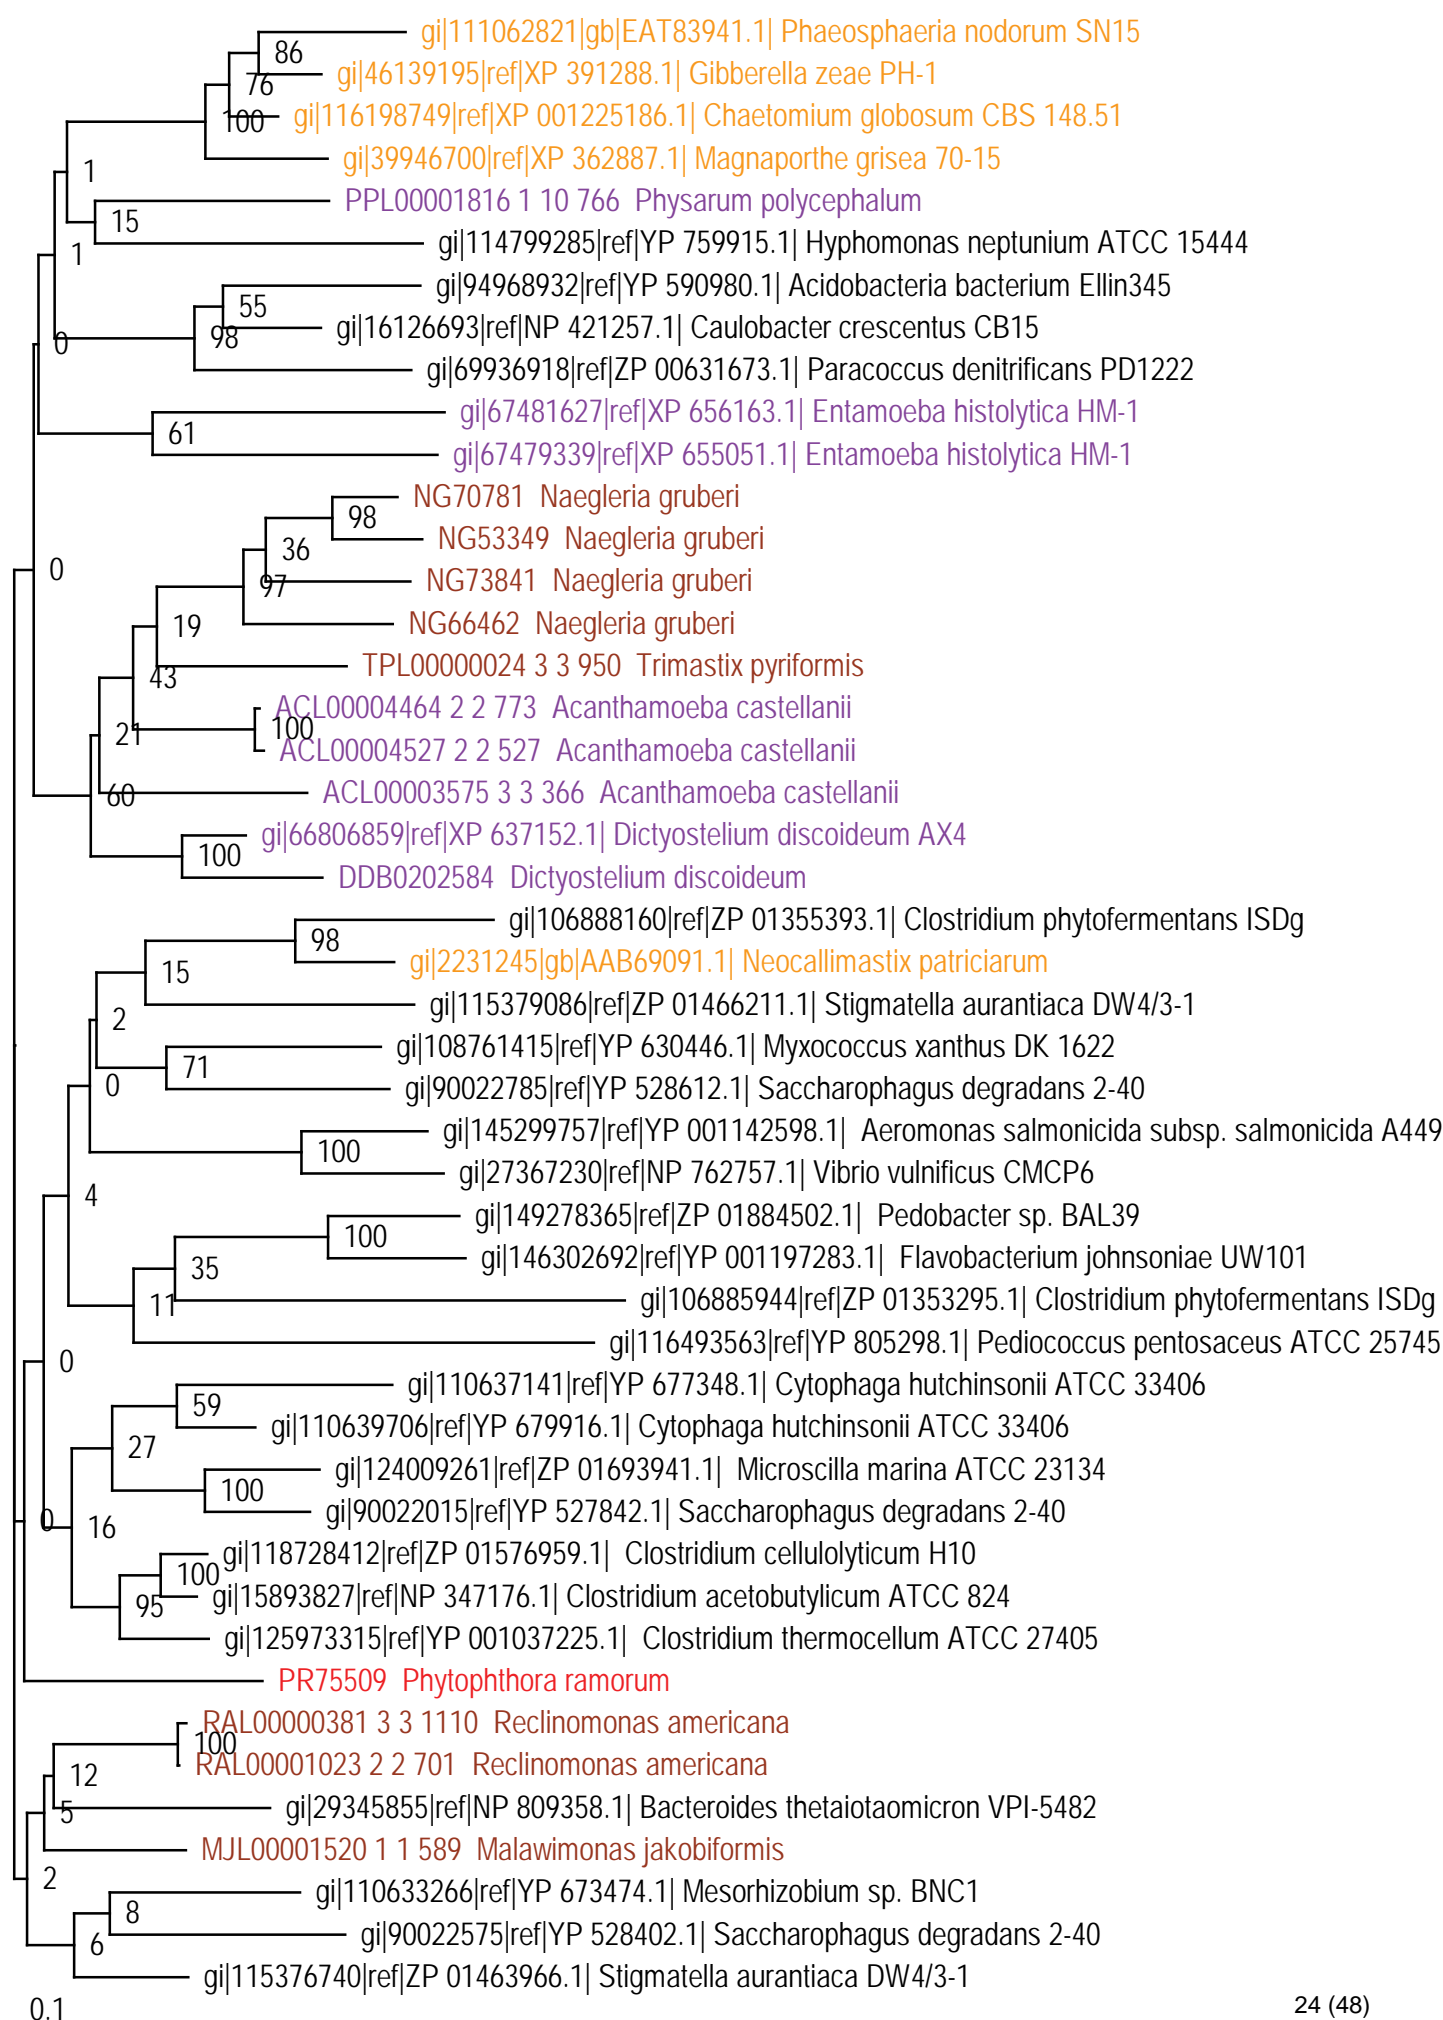 gi|111062821|gb|EAT83941.1| Phaeosphaeria nodorum SN15
86
gi|46139195|ref|XP 391288.1| Gibberella zeae PH-1
76
gi|116198749|ref|XP 001225186.1| Chaetomium globosum CBS 148.51
100
gi|39946700|ref|XP 362887.1| Magnaporthe grisea 70-15
1
PPL00001816 1 10 766 Physarum polycephalum
15
gi|114799285|ref|YP 759915.1| Hyphomonas neptunium ATCC 15444
1
gi|94968932|ref|YP 590980.1| Acidobacteria bacterium Ellin345
55
gi|16126693|ref|NP 421257.1| Caulobacter crescentus CB15
98
0
gi|69936918|ref|ZP 00631673.1| Paracoccus denitrificans PD1222
gi|67481627|ref|XP 656163.1| Entamoeba histolytica HM-1
61
gi|67479339|ref|XP 655051.1| Entamoeba histolytica HM-1
NG70781 Naegleria gruberi
98
NG53349 Naegleria gruberi
36
0
NG73841 Naegleria gruberi
97
NG66462 Naegleria gruberi
19
TPL00000024 3 3 950 Trimastix pyriformis
43
ACL00004464 2 2 773 Acanthamoeba castellanii
100
21
ACL00004527 2 2 527 Acanthamoeba castellanii
ACL00003575 3 3 366 Acanthamoeba castellanii
60
gi|66806859|ref|XP 637152.1| Dictyostelium discoideum AX4
100
DDB0202584 Dictyostelium discoideum
gi|106888160|ref|ZP 01355393.1| Clostridium phytofermentans ISDg
98
gi|2231245|gb|AAB69091.1| Neocallimastix patriciarum
15
gi|115379086|ref|ZP 01466211.1| Stigmatella aurantiaca DW4/3-1
2
gi|108761415|ref|YP 630446.1| Myxococcus xanthus DK 1622
71
0
gi|90022785|ref|YP 528612.1| Saccharophagus degradans 2-40
gi|145299757|ref|YP 001142598.1| Aeromonas salmonicida subsp. salmonicida A449
100
gi|27367230|ref|NP 762757.1| Vibrio vulnificus CMCP6
4
gi|149278365|ref|ZP 01884502.1| Pedobacter sp. BAL39
100
gi|146302692|ref|YP 001197283.1| Flavobacterium johnsoniae UW101
35
gi|106885944|ref|ZP 01353295.1| Clostridium phytofermentans ISDg
11
gi|116493563|ref|YP 805298.1| Pediococcus pentosaceus ATCC 25745
0
gi|110637141|ref|YP 677348.1| Cytophaga hutchinsonii ATCC 33406
59
gi|110639706|ref|YP 679916.1| Cytophaga hutchinsonii ATCC 33406
27
gi|124009261|ref|ZP 01693941.1| Microscilla marina ATCC 23134
100
gi|90022015|ref|YP 527842.1| Saccharophagus degradans 2-40
0
16
gi|118728412|ref|ZP 01576959.1| Clostridium cellulolyticum H10
100
gi|15893827|ref|NP 347176.1| Clostridium acetobutylicum ATCC 824
95
gi|125973315|ref|YP 001037225.1| Clostridium thermocellum ATCC 27405
PR75509 Phytophthora ramorum
RAL00000381 3 3 1110 Reclinomonas americana
100
RAL00001023 2 2 701 Reclinomonas americana
12
gi|29345855|ref|NP 809358.1| Bacteroides thetaiotaomicron VPI-5482
5
MJL00001520 1 1 589 Malawimonas jakobiformis
2
gi|110633266|ref|YP 673474.1| Mesorhizobium sp. BNC1
8
gi|90022575|ref|YP 528402.1| Saccharophagus degradans 2-40
6
gi|115376740|ref|ZP 01463966.1| Stigmatella aurantiaca DW4/3-1
0.1
24 (48)